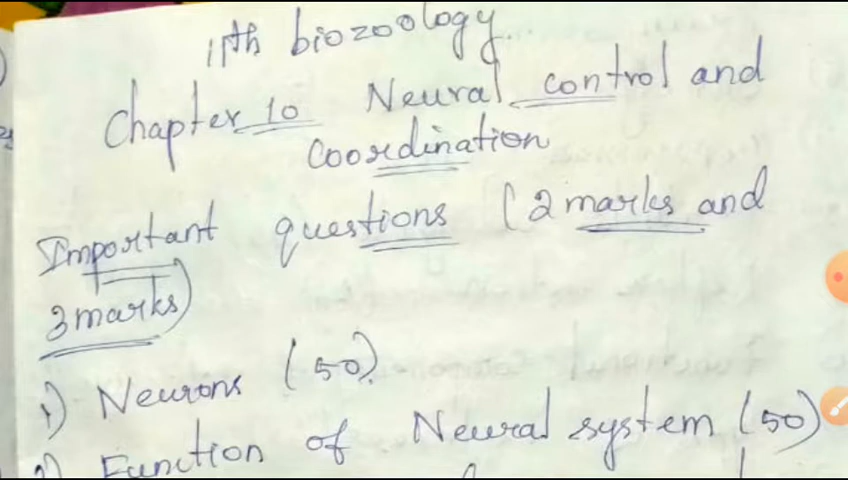 11th biozoology
Chapter 10 Neural control and
Coordination
Important questions (2 marks and
3 marks)
1) Neurons (50).
2) Function of Neural system (50)